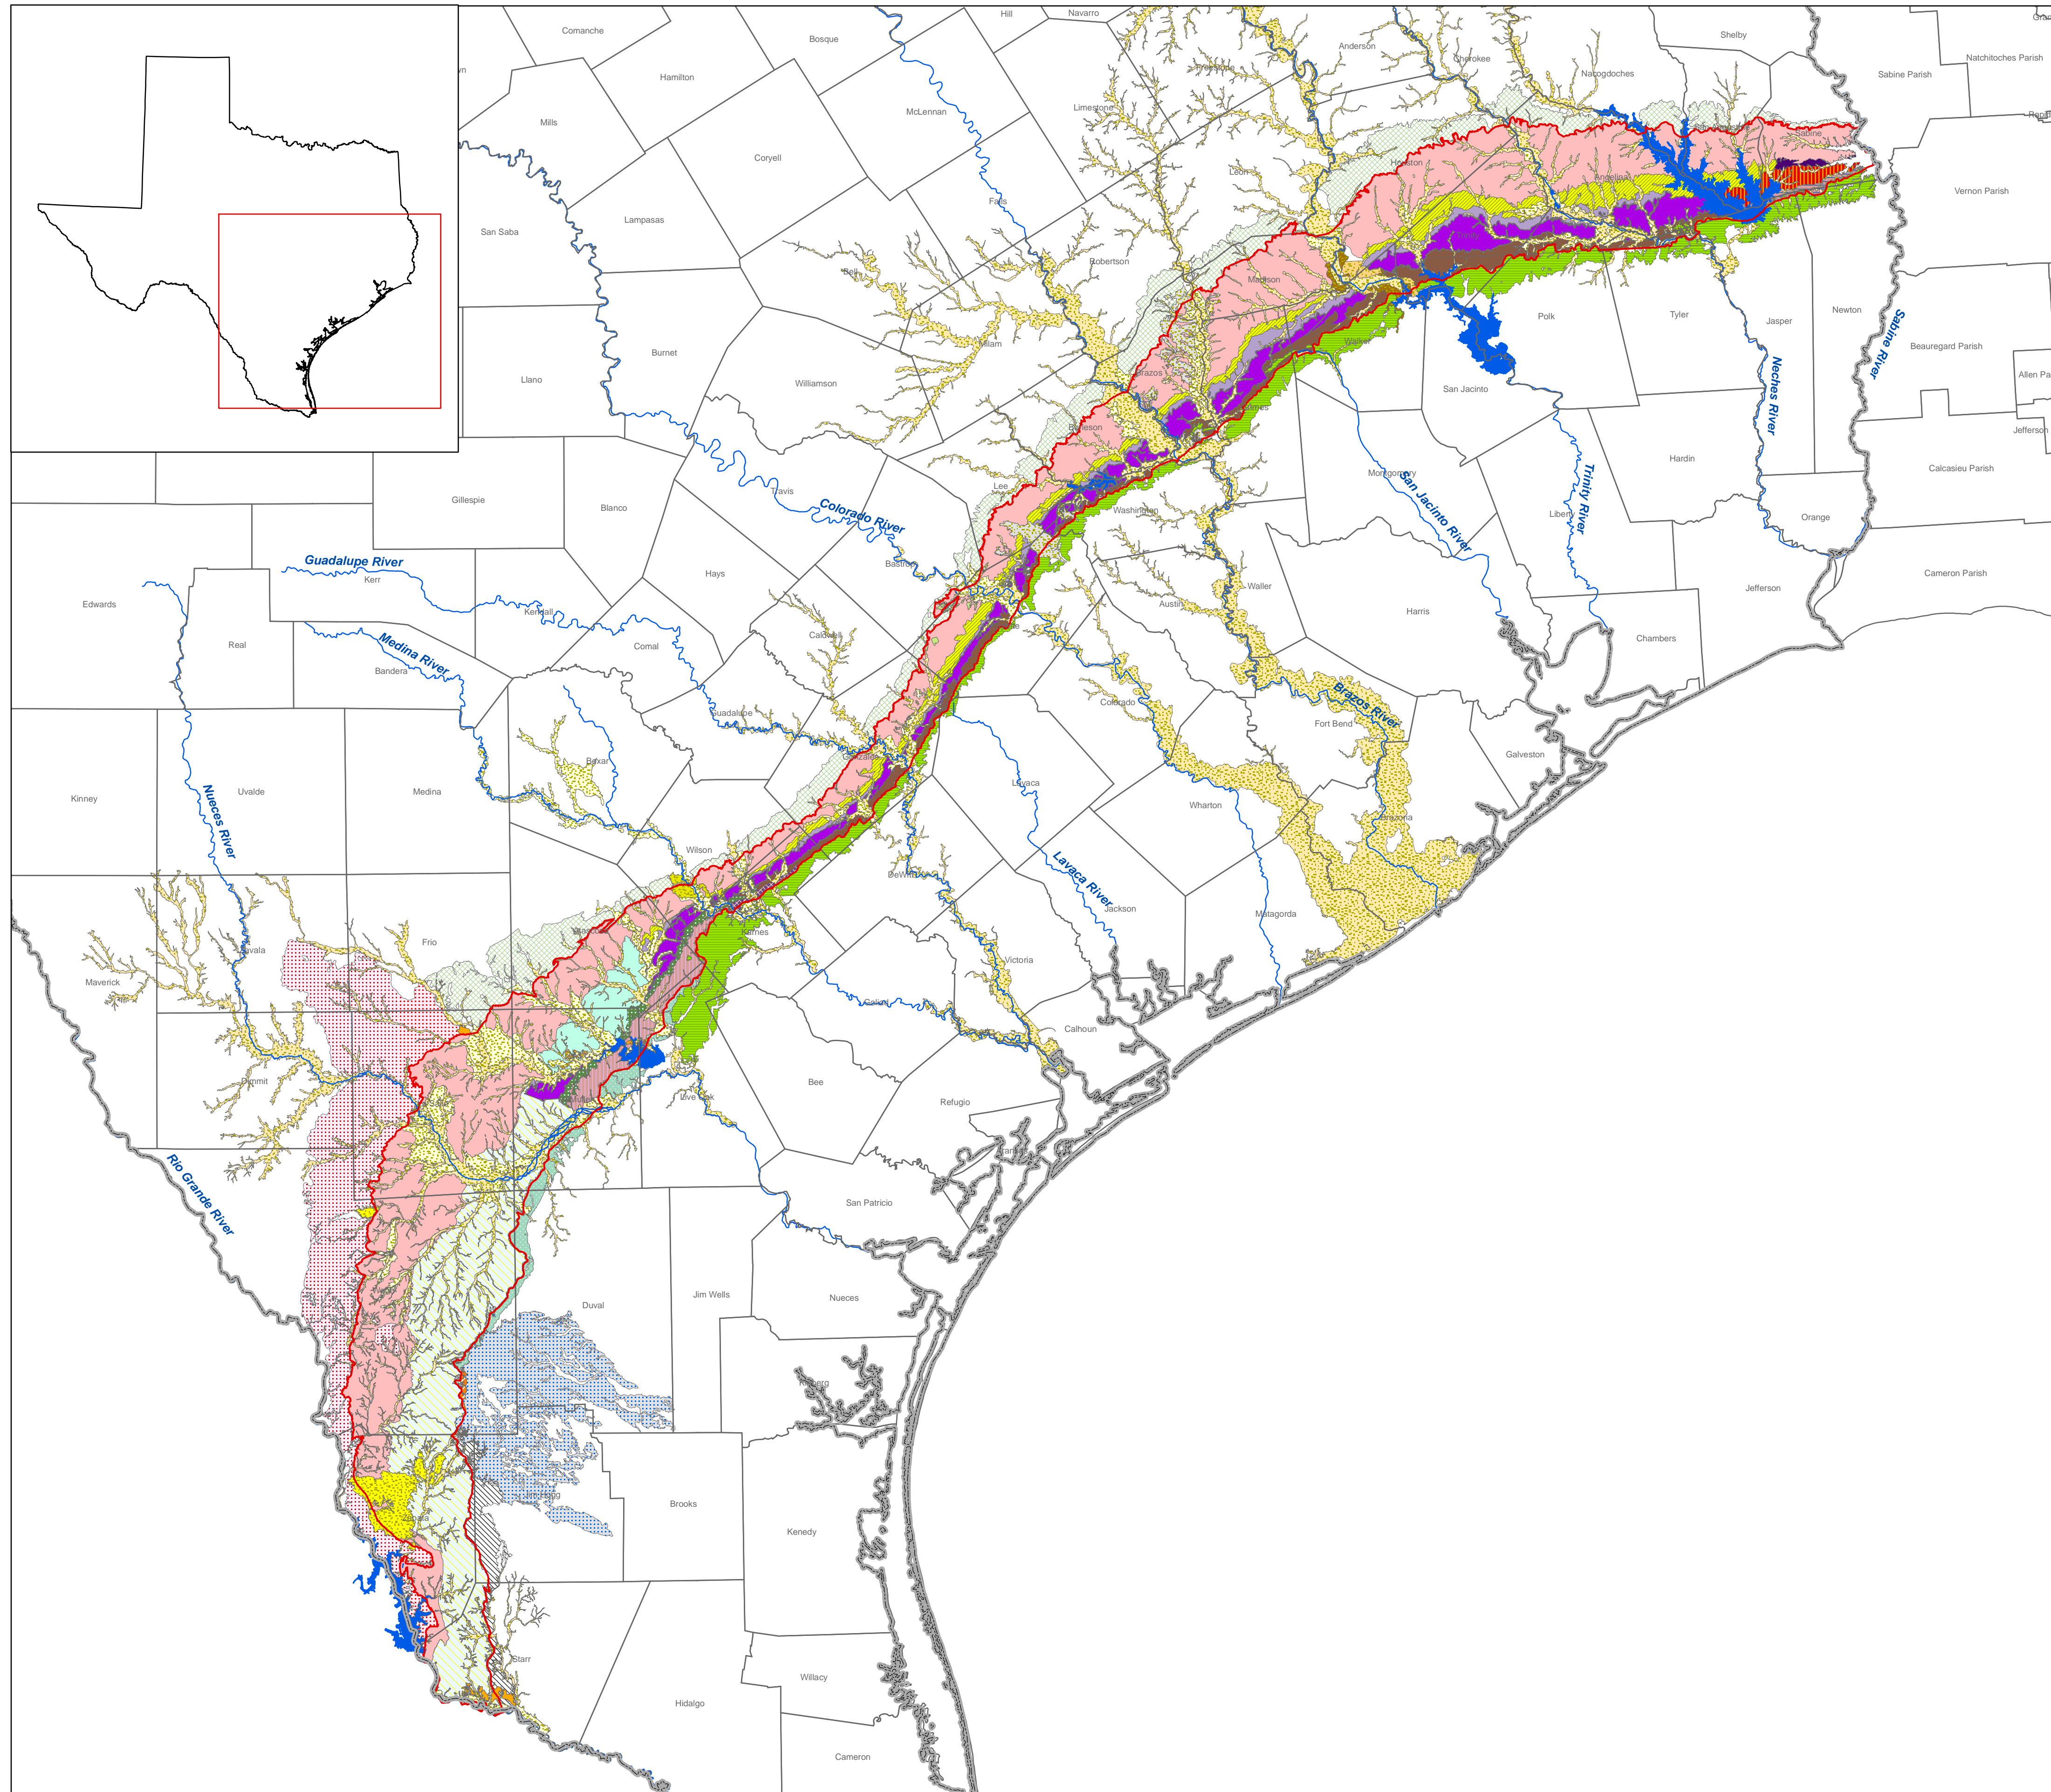 Hill
Navarro
Comanche
Bosque
Anderson
Shelby
Cherokee
Natchitoches Parish
Freestone
Nacogdoches
Sabine Parish
Hamilton
Limestone
McLennan
Mills
Sabine
Coryell
Houston
Leon
Angelina
Vernon Parish
Falls
Lampasas
San Saba
Trinity
Robertson
Bell
Madison
Polk
Tyler
Jasper
Newton
Sabine River
Milam
Walker
Beauregard Parish
Burnet
Brazos
Allen Pa
Llano
Williamson
San Jacinto
Neches River
Grimes
Burleson
Jefferson
Hardin
Calcasieu Parish
Montgomery
San Jacinto River
Trinity River
Lee
Travis
Gillespie
Blanco
Colorado River
Washington
Liberty
Orange
Guadalupe River
Bastrop
Kerr
Hays
Cameron Parish
Edwards
Waller
Jefferson
Austin
Harris
Kendall
Caldwell
Chambers
Real
Medina River
Comal
Bandera
Brazos River
Colorado
Guadalupe
Fort Bend
Galveston
Bexar
Gonzales
Kinney
Uvalde
Medina
Lavaca
Nueces River
Wharton
Brazoria
Wilson
Lavaca River
DeWitt
Jackson
Matagorda
Karnes
Frio
Zavala
Victoria
Maverick
Goliad
Calhoun
Dimmit
Bee
Live Oak
Refugio
Rio Grande River
San Patricio
Duval
Jim Wells
Nueces
Kleberg
Jim Hogg
Brooks
Zapata
Kenedy
Starr
Willacy
Hidalgo
Cameron